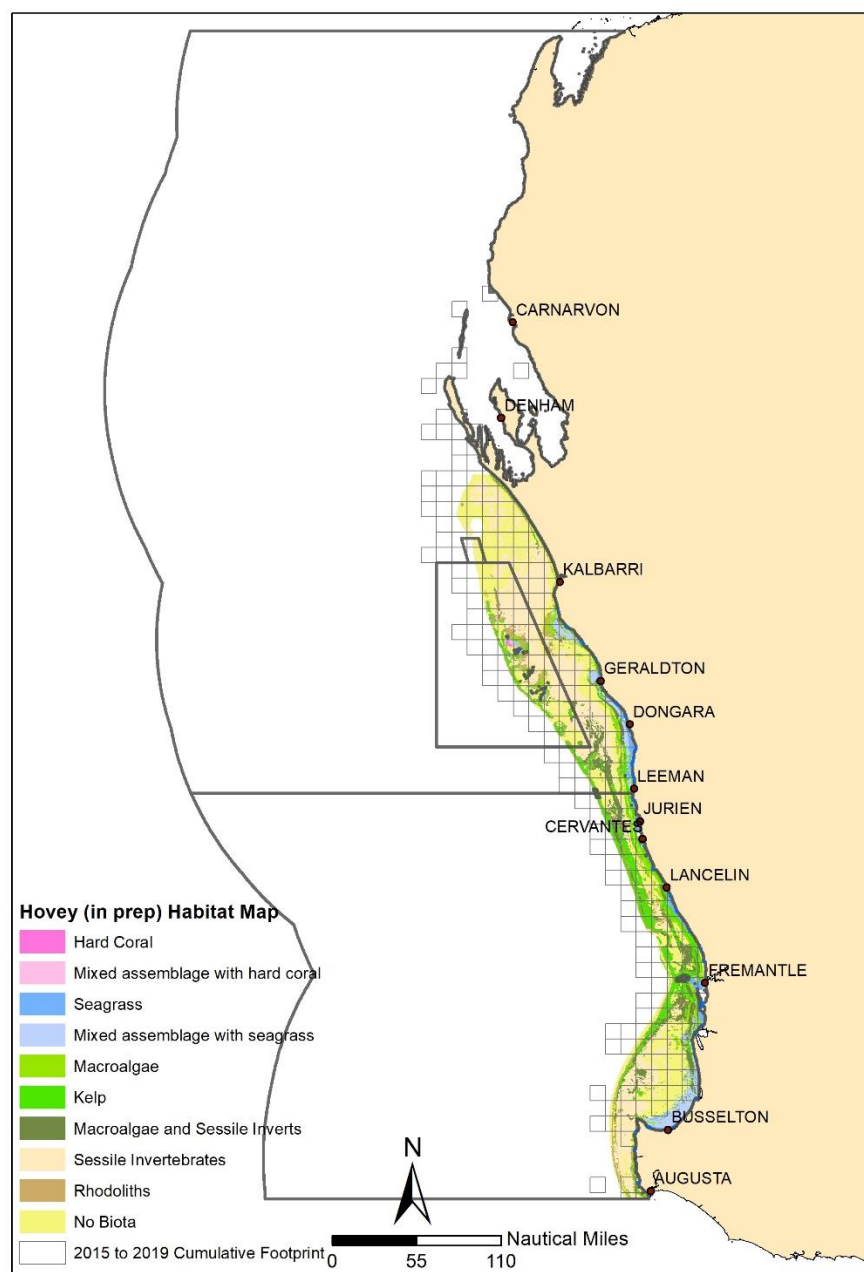 CARNARVON
DENHAM
KALBARRI
GERALDTON
DONGARA
LEEMAN
JURIEN
CERVANTES
LANCELIN
FREMANTLE
BUSSELTON
AUGUSTA
Hovey (in prep) Habitat Map
Hard Coral
Mixed assemblage with hard coral
Seagrass
Mixed assemblage with seagrass
Macroalgae
Kelp
Macroalgae and Sessile Inverts
Sessile Invertebrates
Rhodoliths
No Biota
2015 to 2019 Cumulative Footprint
N
Nautical Miles
0 55 110